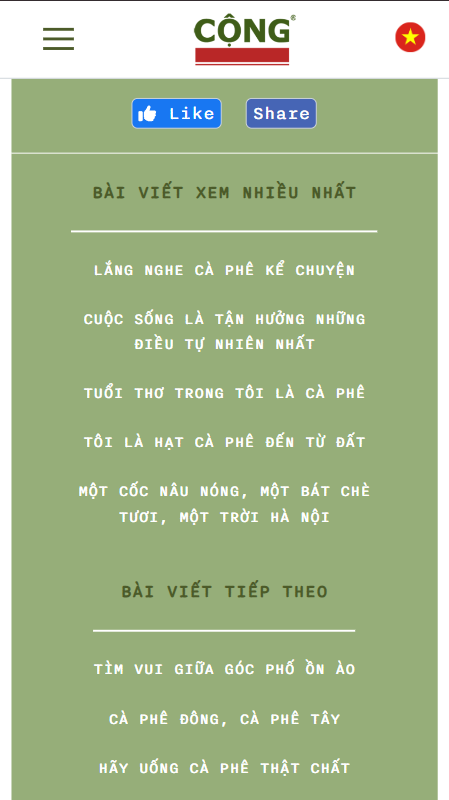 CỘNG®
Like
Share
BÀI VIẾT XEM NHIỀU NHẤT
LẮNG NGHE CÀ PHÊ KỂ CHUYỆN
CUỘC SỐNG LÀ TẬN HƯỞNG NHỮNG
ĐIỀU TỰ NHIÊN NHẤT
TUỔI THƠ TRONG TÔI LÀ CÀ PHÊ
TÔI LÀ HẠT CÀ PHÊ ĐẾN TỪ ĐẤT
MỘT CỐC NÂU NÓNG, MỘT BÁT CHÈ
TƯƠI, MỘT TRỜI HÀ NỘI
BÀI VIẾT TIẾP THEO
TÌM VUI GIỮA GÓC PHỐ ỒN ÀO
CÀ PHÊ ĐÔNG, CÀ PHÊ TÂY
HÃY UỐNG CÀ PHÊ THẬT CHẤT